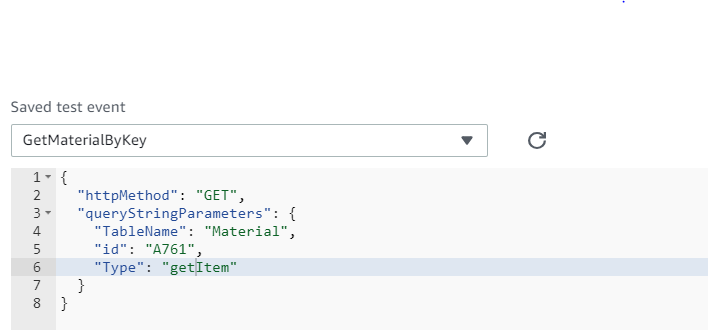 Saved test event
GetMaterialByKey
1 {
2 "httpMethod": "GET",
3 "queryStringParameters": {
4 "TableName": "Material",
5 "id": "A761",
6 "Type": "getItem"
7 }
8 }